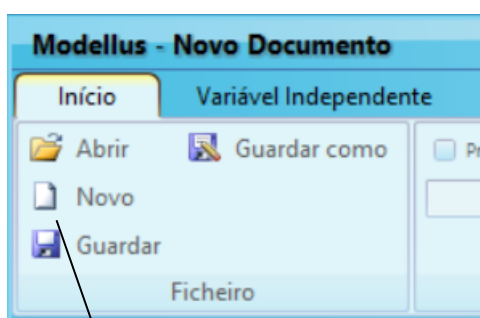 Modellus - Novo Documento
Início Variável Independente
Abrir Guardar como
Novo
Guardar
Ficheiro